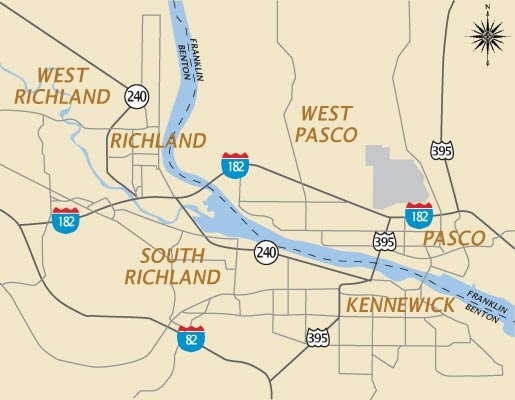 N
FRANKLIN
BENTON
WEST
RICHLAND
240
WEST
PASCO
RICHLAND
395
182
182
182
395
PASCO
SOUTH
RICHLAND
240
FRANKLIN
BENTON
KENNEWICK
82
395